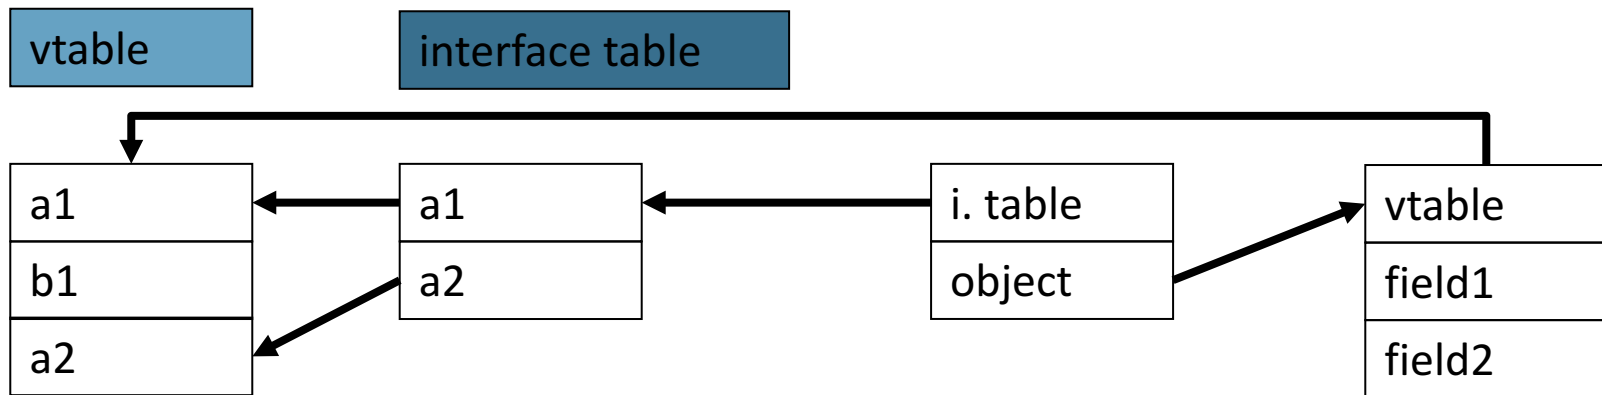 vtable
interface table
a1
b1
a2
a1
a2
i. table
object
vtable
field1
field2